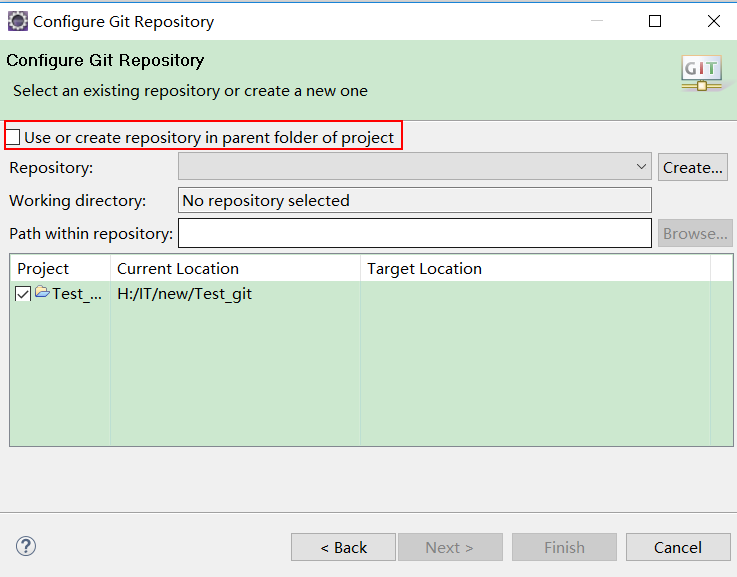 Configure Git Repository
Configure Git Repository
GIT
Select an existing repository or create a new one
Use or create repository in parent folder of project
Repository: Create...
Working directory: No repository selected
Path within repository: Browse...
Project Current Location Target Location
Test_... H:/IT/new/Test_git
? < Back Next > Finish Cancel